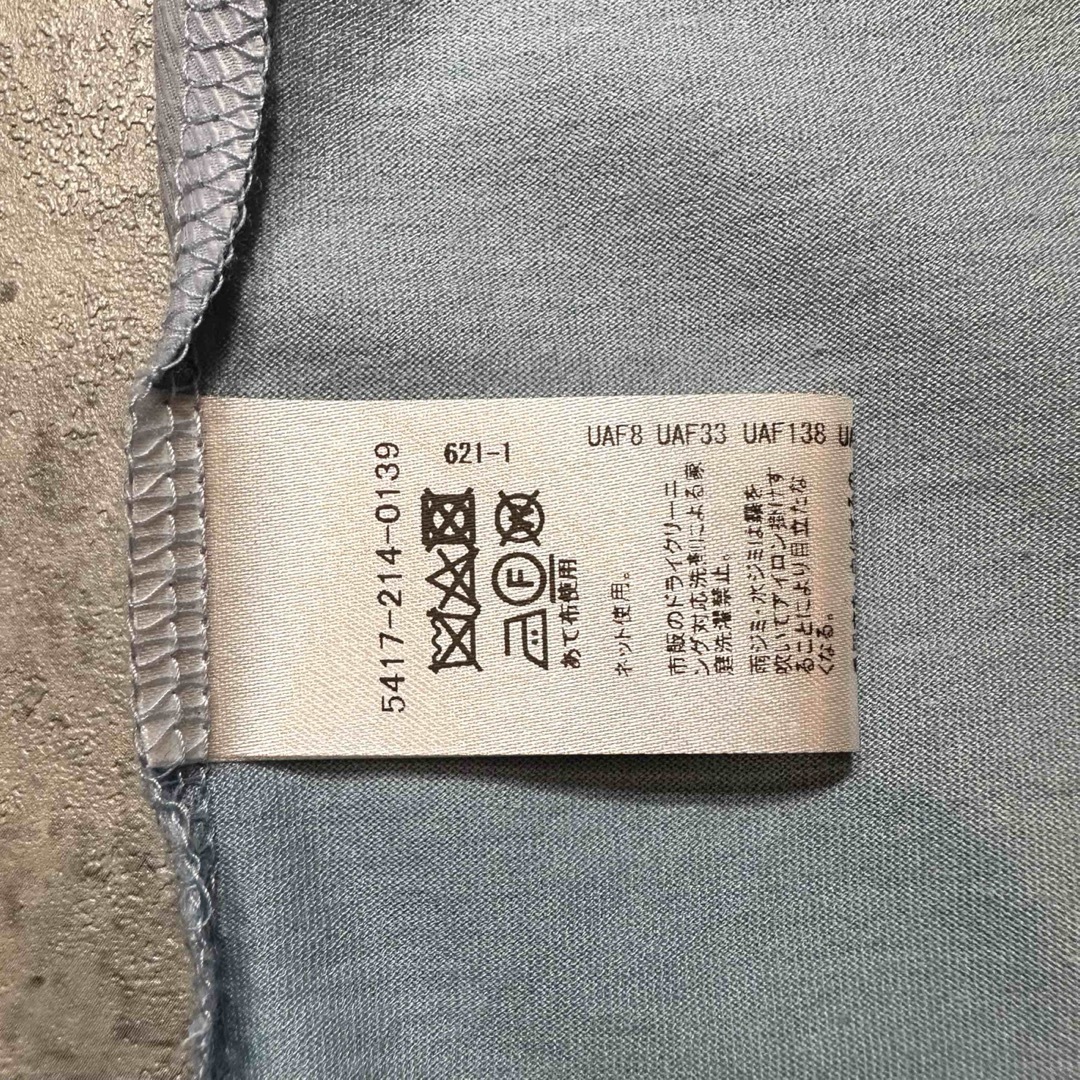 5417-214-0139
621-1
F
あて布使用
ネット使用。
市販のドライクリーニ
ング対応洗剤による家
庭洗濯禁止。
雨ジミ・水ジミは霧を
吹いてアイロン掛けす
ることにより目立たな
くなる。
UAF8 UAF33 UAF138